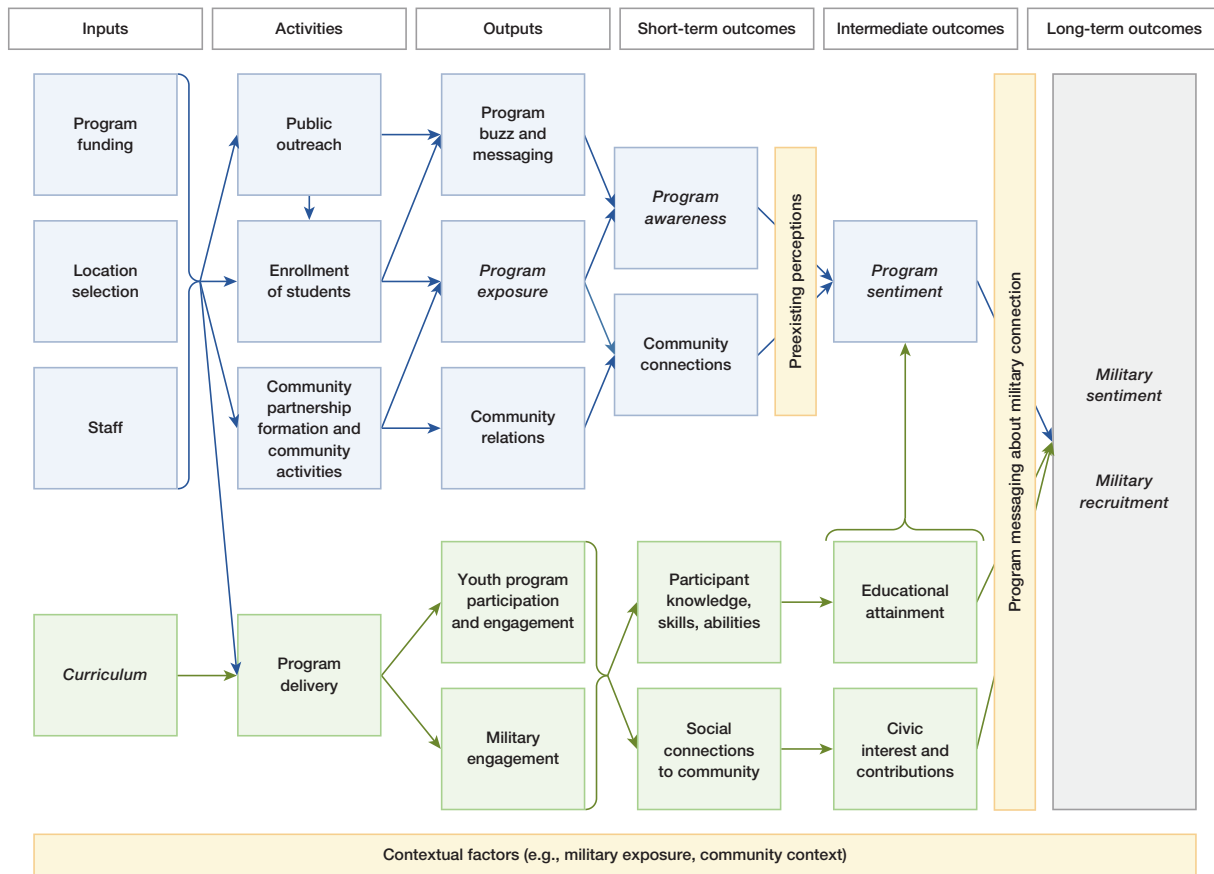 Inputs
Activities
Outputs
Short-term outcomes
Intermediate outcomes
Long-term outcomes
Program
funding
Location
selection
Staff
Curriculum
Public
outreach
Enrollment
of students
Community
partnership
formation and
community
activities
Program
delivery
Program
buzz and
messaging
Program
exposure
Community
relations
Youth program
participation
and engagement
Military
engagement
Program
awareness
Community
connections
Participant
knowledge,
skills, abilities
Social
connections
to community
Preexisting perceptions
Program
sentiment
Educational
attainment
Civic
interest and
contributions
Program messaging about military connection
Military
sentiment
Military
recruitment
Contextual factors (e.g., military exposure, community context)